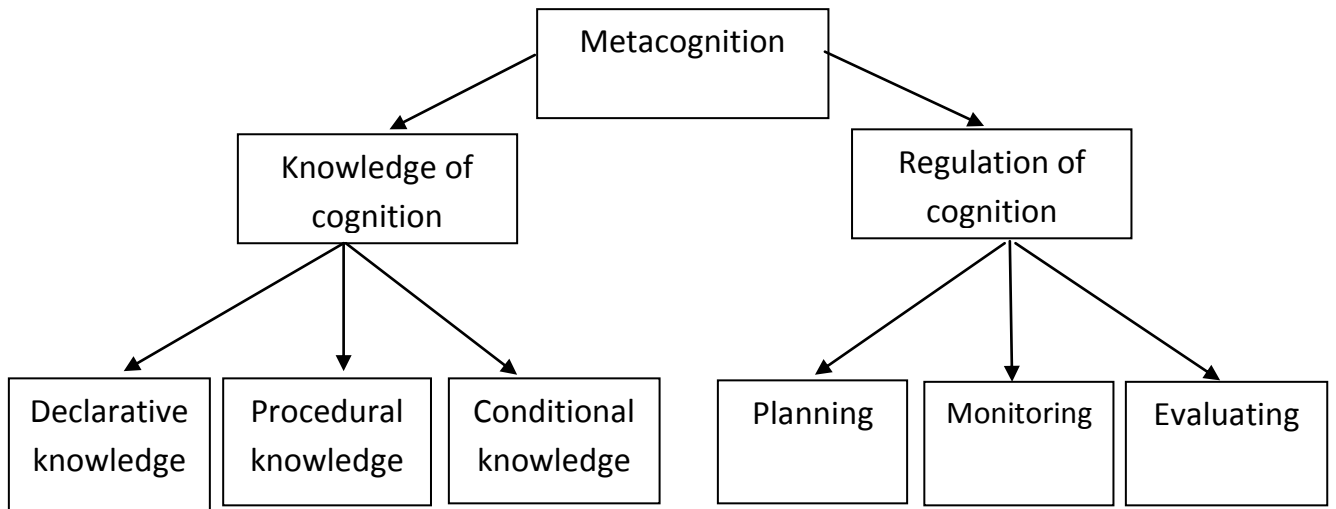 Metacognition
Knowledge of
cognition
Regulation of
cognition
Declarative
knowledge
Procedural
knowledge
Conditional
knowledge
Planning
Monitoring
Evaluating